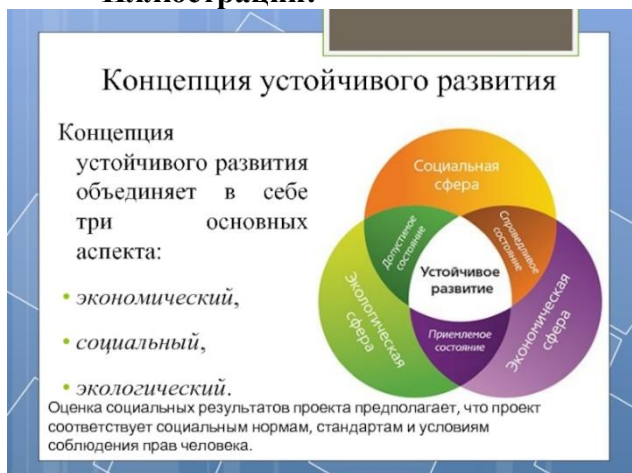 Иллюстрации:
Концепция устойчивого развития
Концепция
устойчивого развития
объединяет в себе
три основных
аспекта:
• экономический,
• социальный,
• экологический.
Социальная
сфера
Допустимое
состояние
Справедливое
состояние
Устойчивое
развитие
Экологическая
сфера
Приемлемое
состояние
Экономическая
сфера
Оценка социальных результатов проекта предполагает, что проект
соответствует социальным нормам, стандартам и условиям
соблюдения прав человека.